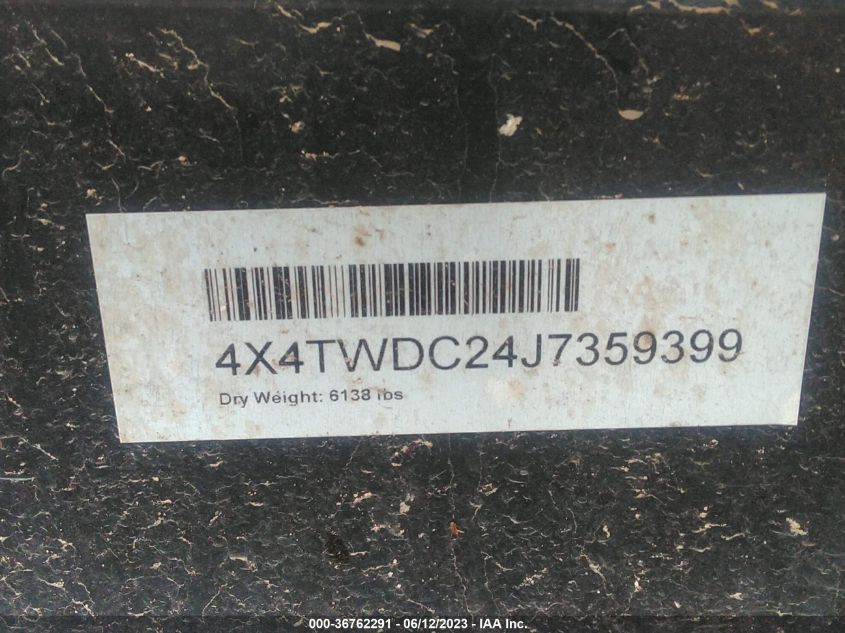 4X4TWDC24J7359399
Dry Weight: 6138 lbs
000-36762291 - 06/12/2023 - IAA Inc.